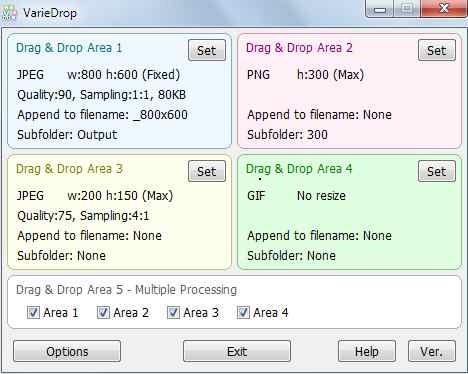 VarieDrop
Drag & Drop Area 1
Set
JPEG w:800 h:600 (Fixed)
Quality:90, Sampling:1:1, 80KB
Append to filename: _800x600
Subfolder: Output
Drag & Drop Area 2
Set
PNG h:300 (Max)
Append to filename: None
Subfolder: 300
Drag & Drop Area 3
Set
JPEG w:200 h:150 (Max)
Quality:75, Sampling:4:1
Append to filename: None
Subfolder: None
Drag & Drop Area 4
Set
GIF No resize
Append to filename: None
Subfolder: None
Drag & Drop Area 5 - Multiple Processing
Area 1 Area 2 Area 3 Area 4
Options Exit Help Ver.